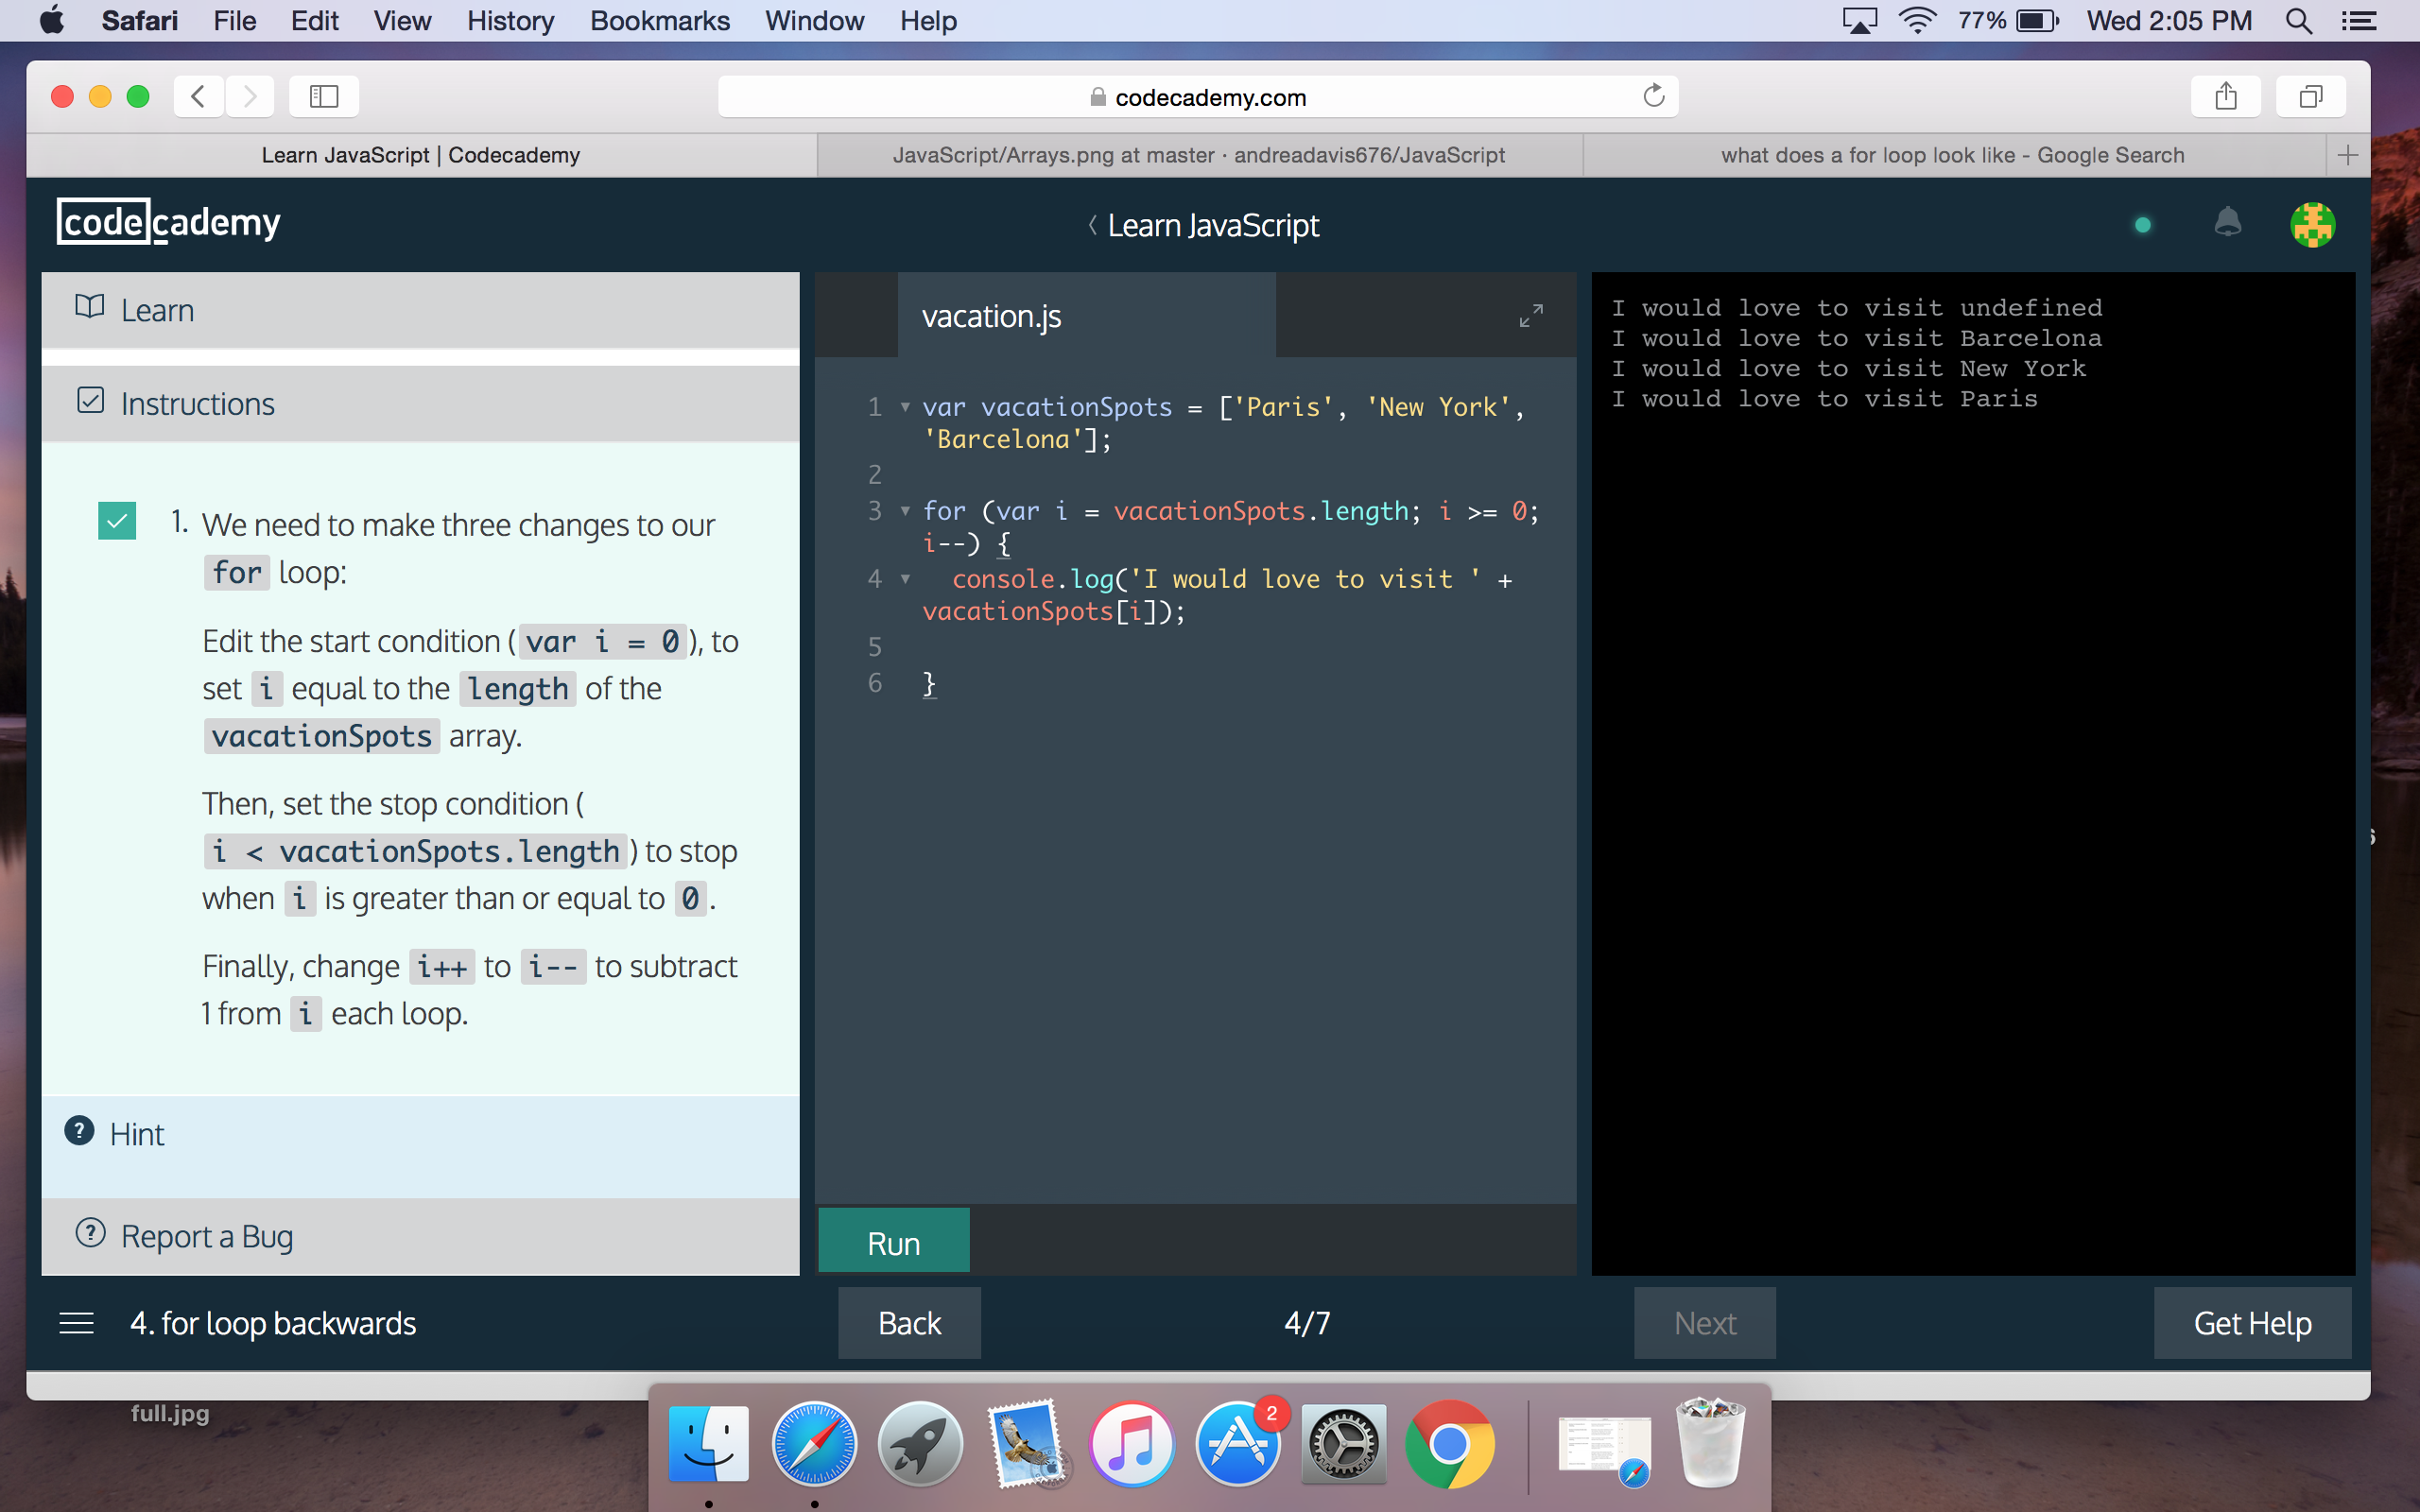 Safari File Edit View History Bookmarks Window Help 77% Wed 2:05 PM
codecademy.com
Learn JavaScript | Codecademy
JavaScript/Arrays.png at master · andreadavis676/JavaScript
what does a for loop look like - Google Search
codecademy
Learn JavaScript
Learn
Instructions
1. We need to make three changes to our
for loop:
Edit the start condition ( var i = 0 ), to
set i equal to the length of the
vacationSpots array.
Then, set the stop condition (
i < vacationSpots.length ) to stop
when i is greater than or equal to 0 .
Finally, change i++ to i-- to subtract
1 from i each loop.
? Hint
? Report a Bug
vacation.js
1 var vacationSpots = ['Paris', 'New York',
'Barcelona'];
2
3 for (var i = vacationSpots.length; i >= 0;
i--) {
4 console.log('I would love to visit ' +
vacationSpots[i]);
5
6 }
Run
I would love to visit undefined
I would love to visit Barcelona
I would love to visit New York
I would love to visit Paris
4. for loop backwards
Back
4/7
Next
Get Help
full.jpg
2